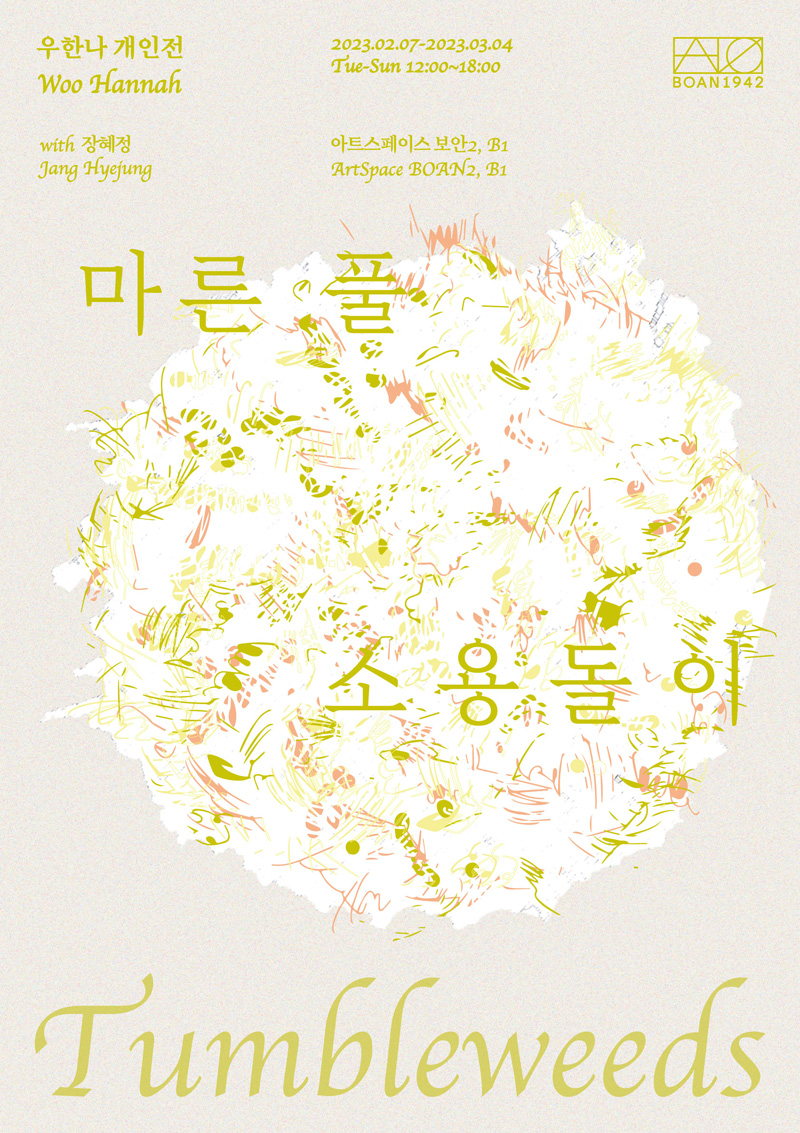 우한나 개인전
Woo Hannah
with 장혜정
Jang Hyejung
2023.02.07-2023.03.04
Tue-Sun 12:00~18:00
아트스페이스 보안2, B1
ArtSpace BOAN2, B1
BOAN1942
마른 풀
소용돌이
Tumbleweeds